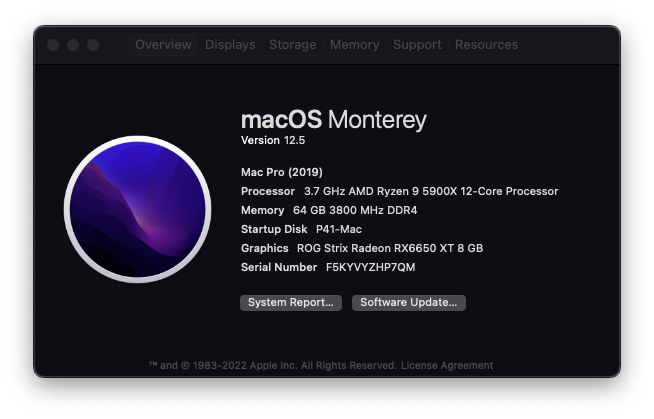 Overview Displays Storage Memory Support Resources
macOS Monterey
Version 12.5
Mac Pro (2019)
Processor 3.7 GHz AMD Ryzen 9 5900X 12-Core Processor
Memory 64 GB 3800 MHz DDR4
Startup Disk P41-Mac
Graphics ROG Strix Radeon RX6650 XT 8 GB
Serial Number F5KYVYZHP7QM
System Report... Software Update...
™ and © 1983-2022 Apple Inc. All Rights Reserved. License Agreement